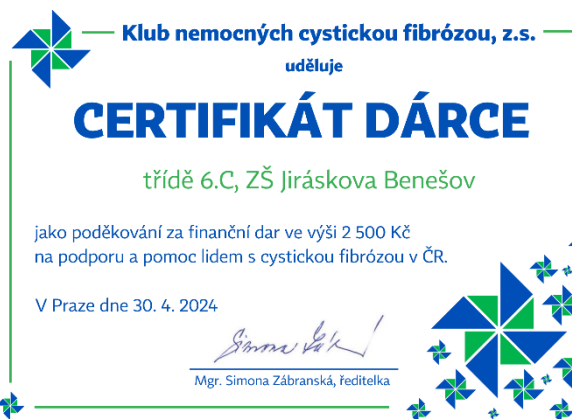 Klub nemocných cystickou fibrózou, z.s.
uděluje
CERTIFIKÁT DÁRCE
třídě 6.C, ZŠ Jiráskova Benešov
jako poděkování za finanční dar ve výši 2 500 Kč
na podporu a pomoc lidem s cystickou fibrózou v ČR.
V Praze dne 30. 4. 2024
Mgr. Simona Zábranská, ředitelka